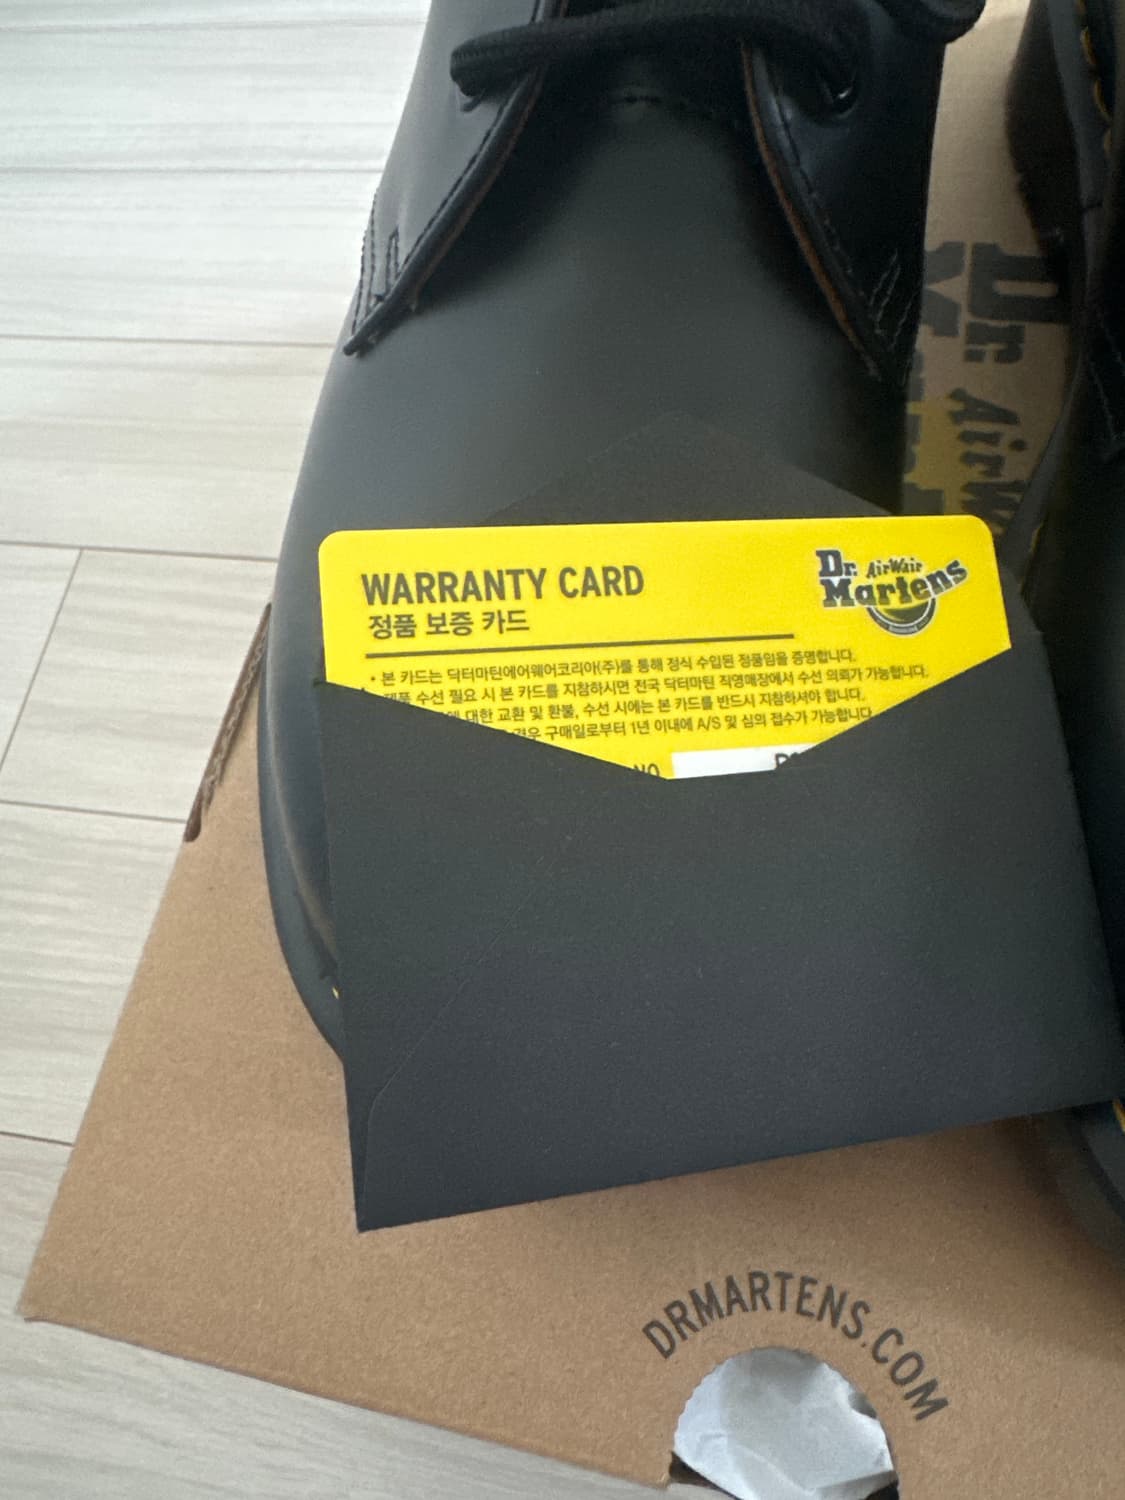 Dr.
AirW
WARRANTY CARD
정품 보증 카드
Dr. AirWair
Martens
• 본 카드는 닥터마틴에어웨어코리아(주)를 통해 정식 수입된 정품임을 증명합니다.
제품 수선 필요 시 본 카드를 지참하시면 전국 닥터마틴 직영매장에서 수선 의뢰가 가능합니다.
대한 교환 및 환불, 수선 시에는 본 카드를 반드시 지참하셔야 합니다.
경우 구매일로부터 1년 이내에 A/S 및 심의 접수가 가능합니다.
NO
DRMARTENS.COM